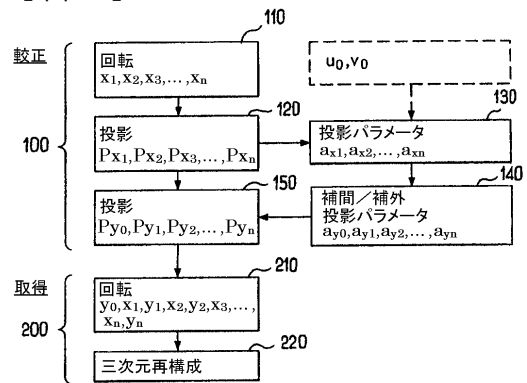 110
較正
回転
x1,x2,x3,...,xn
u0,v0
130
120
投影
Px1,Px2,Px3,...,Pxn
投影パラメータ
ax1,ax2,...,axn
100
140
150
投影
Py0,Py1,Py2,...,Pyn
補間/補外
投影パラメータ
ay0,ay1,ay2,...,ayn
210
取得
回転
y0,x1,y1,x2,y2,x3,...,
xn,yn
200
220
三次元再構成